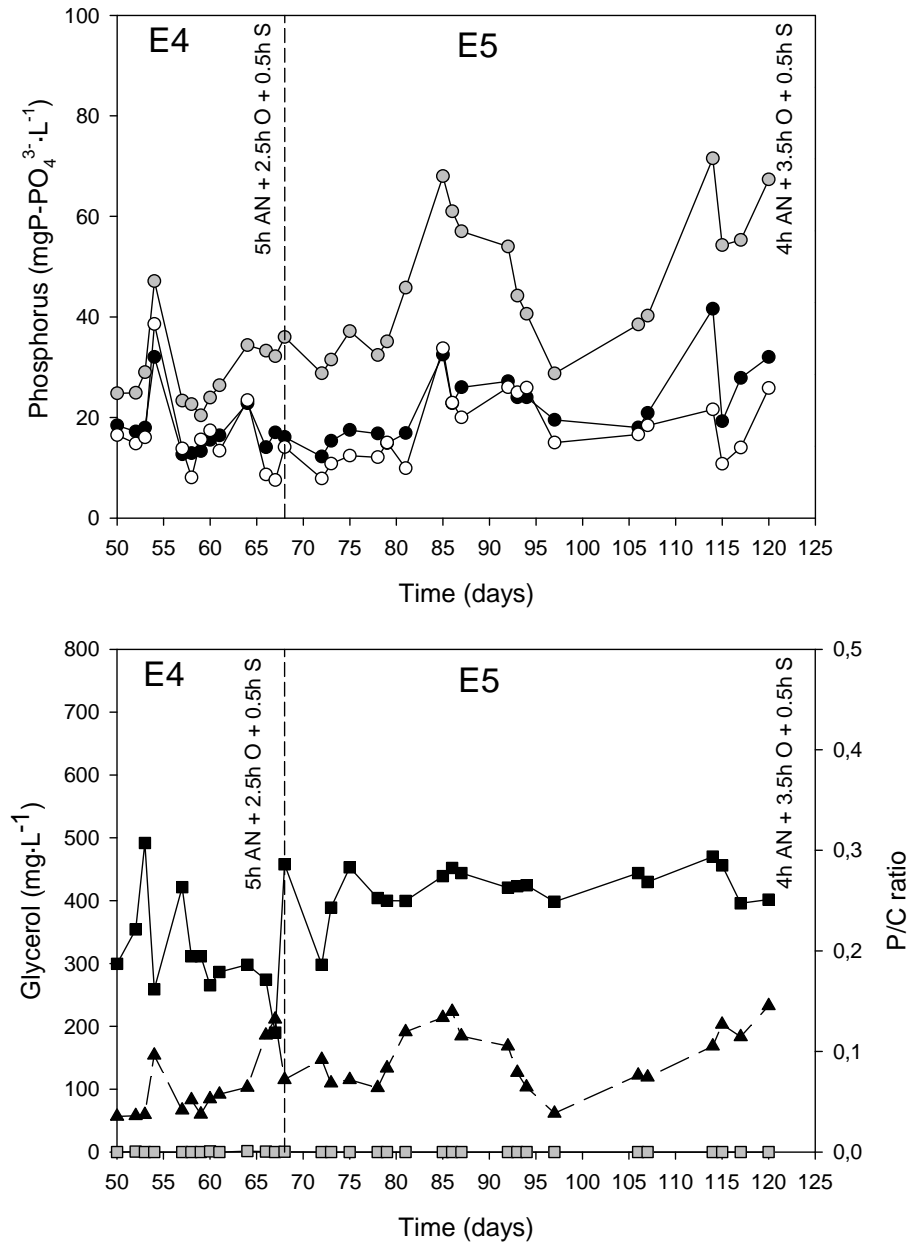 100
80
60
40
20
0
Phosphorus (mgP-PO₄³⁻·L⁻¹)
E4
E5
5h AN + 2.5h O + 0.5h S
4h AN + 3.5h O + 0.5h S
50 55 60 65 70 75 80 85 90 95 100 105 110 115 120 125
Time (days)
800
700
600
500
400
300
200
100
0
Glycerol (mg·L⁻¹)
E4
E5
5h AN + 2.5h O + 0.5h S
4h AN + 3.5h O + 0.5h S
0,5
0,4
0,3
0,2
0,1
0,0
P/C ratio
50 55 60 65 70 75 80 85 90 95 100 105 110 115 120 125
Time (days)